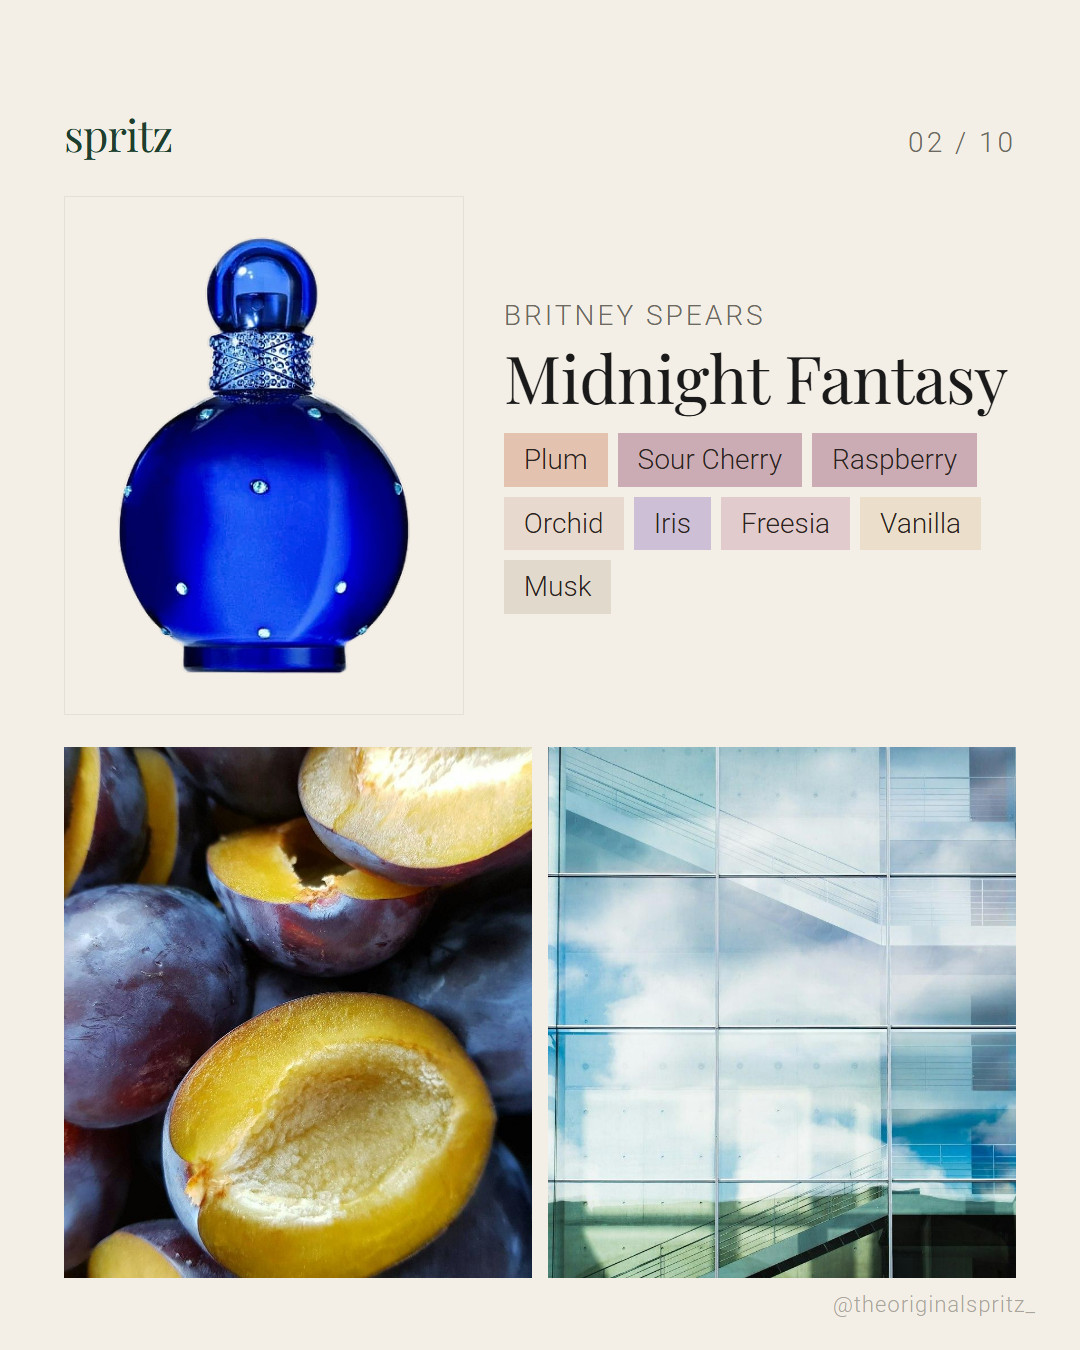 spritz
02 / 10
BRITNEY SPEARS
Midnight Fantasy
Plum Sour Cherry Raspberry
Orchid Iris Freesia Vanilla
Musk
@theoriginalspritz_